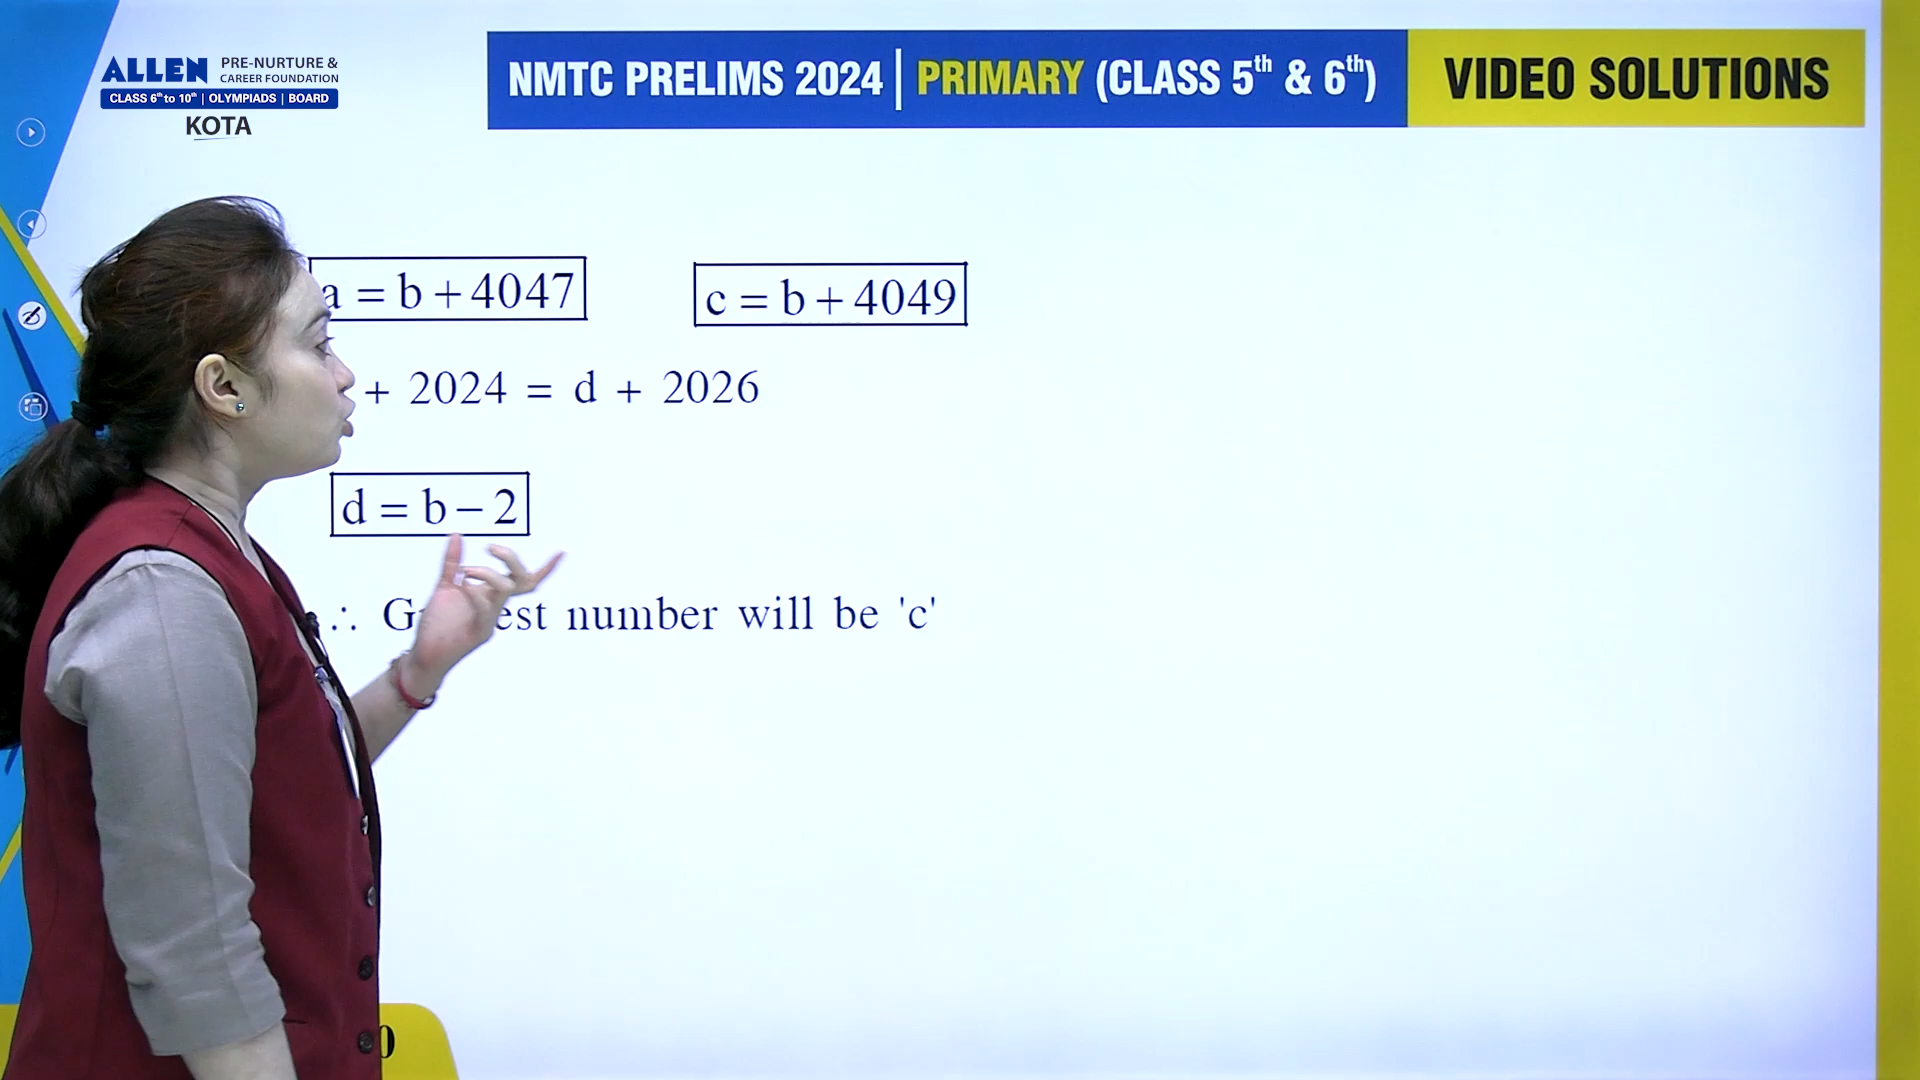 ALLEN PRE-NURTURE & CAREER FOUNDATION
CLASS 6th to 10th | OLYMPIADS | BOARD
KOTA
NMTC PRELIMS 2024 | PRIMARY (CLASS 5th & 6th) VIDEO SOLUTIONS
a = b + 4047 c = b + 4049
+ 2024 = d + 2026
d = b − 2
∴ number will be 'c'